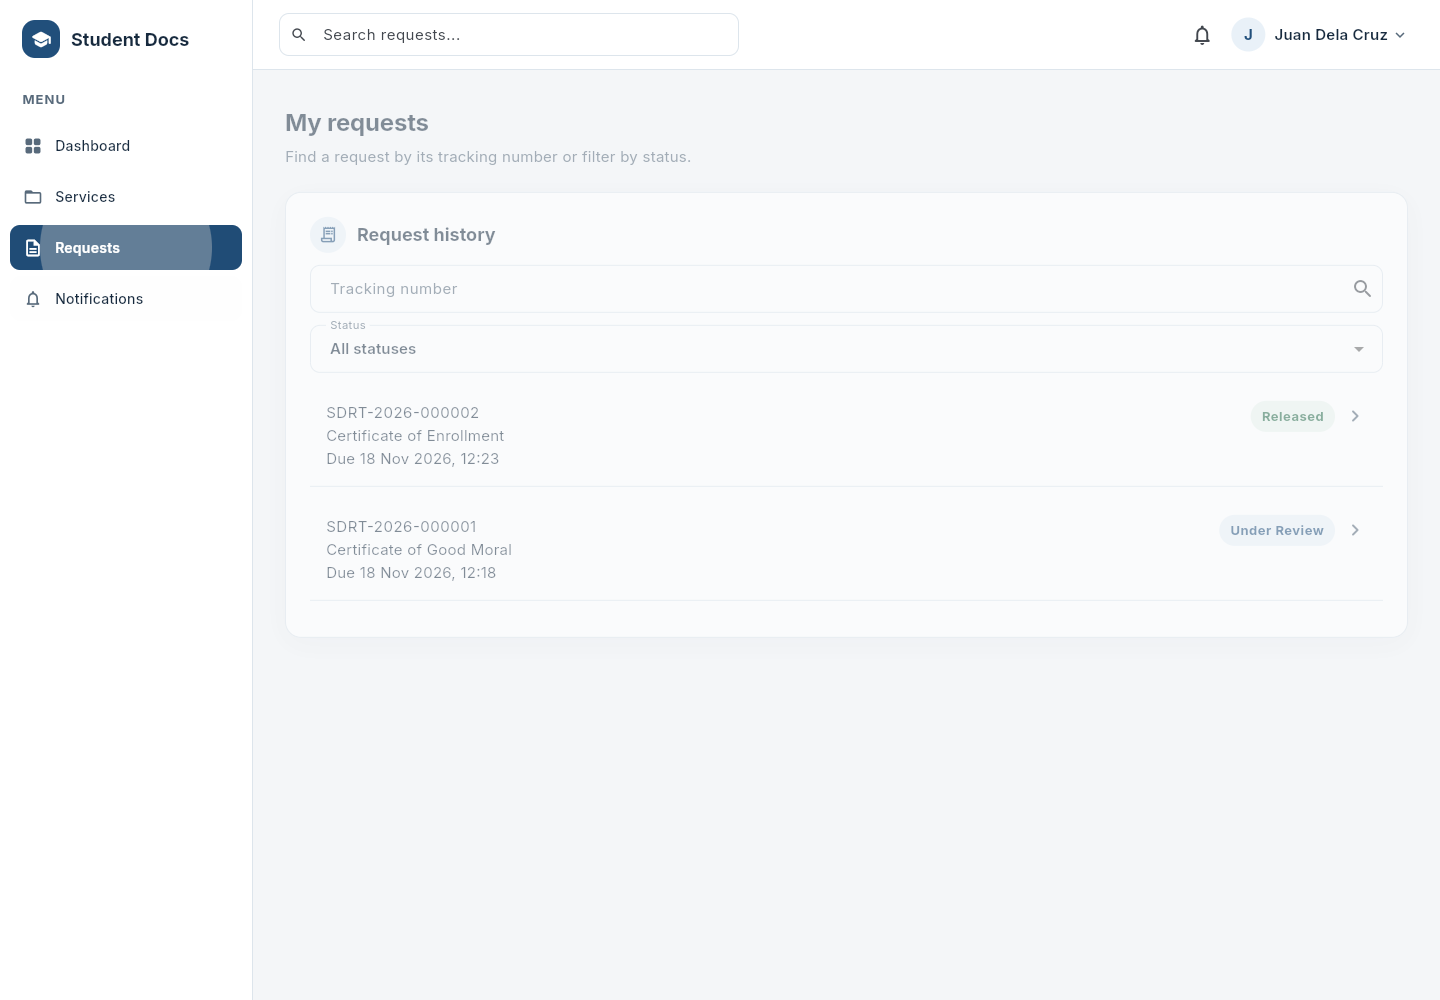 Student Docs
Search requests...
J
Juan Dela Cruz
MENU
Dashboard
Services
Requests
Notifications
My requests
Find a request by its tracking number or filter by status.
Request history
Tracking number
Status
All statuses
SDRT-2026-000002
Certificate of Enrollment
Due 18 Nov 2026, 12:23
Released
SDRT-2026-000001
Certificate of Good Moral
Due 18 Nov 2026, 12:18
Under Review